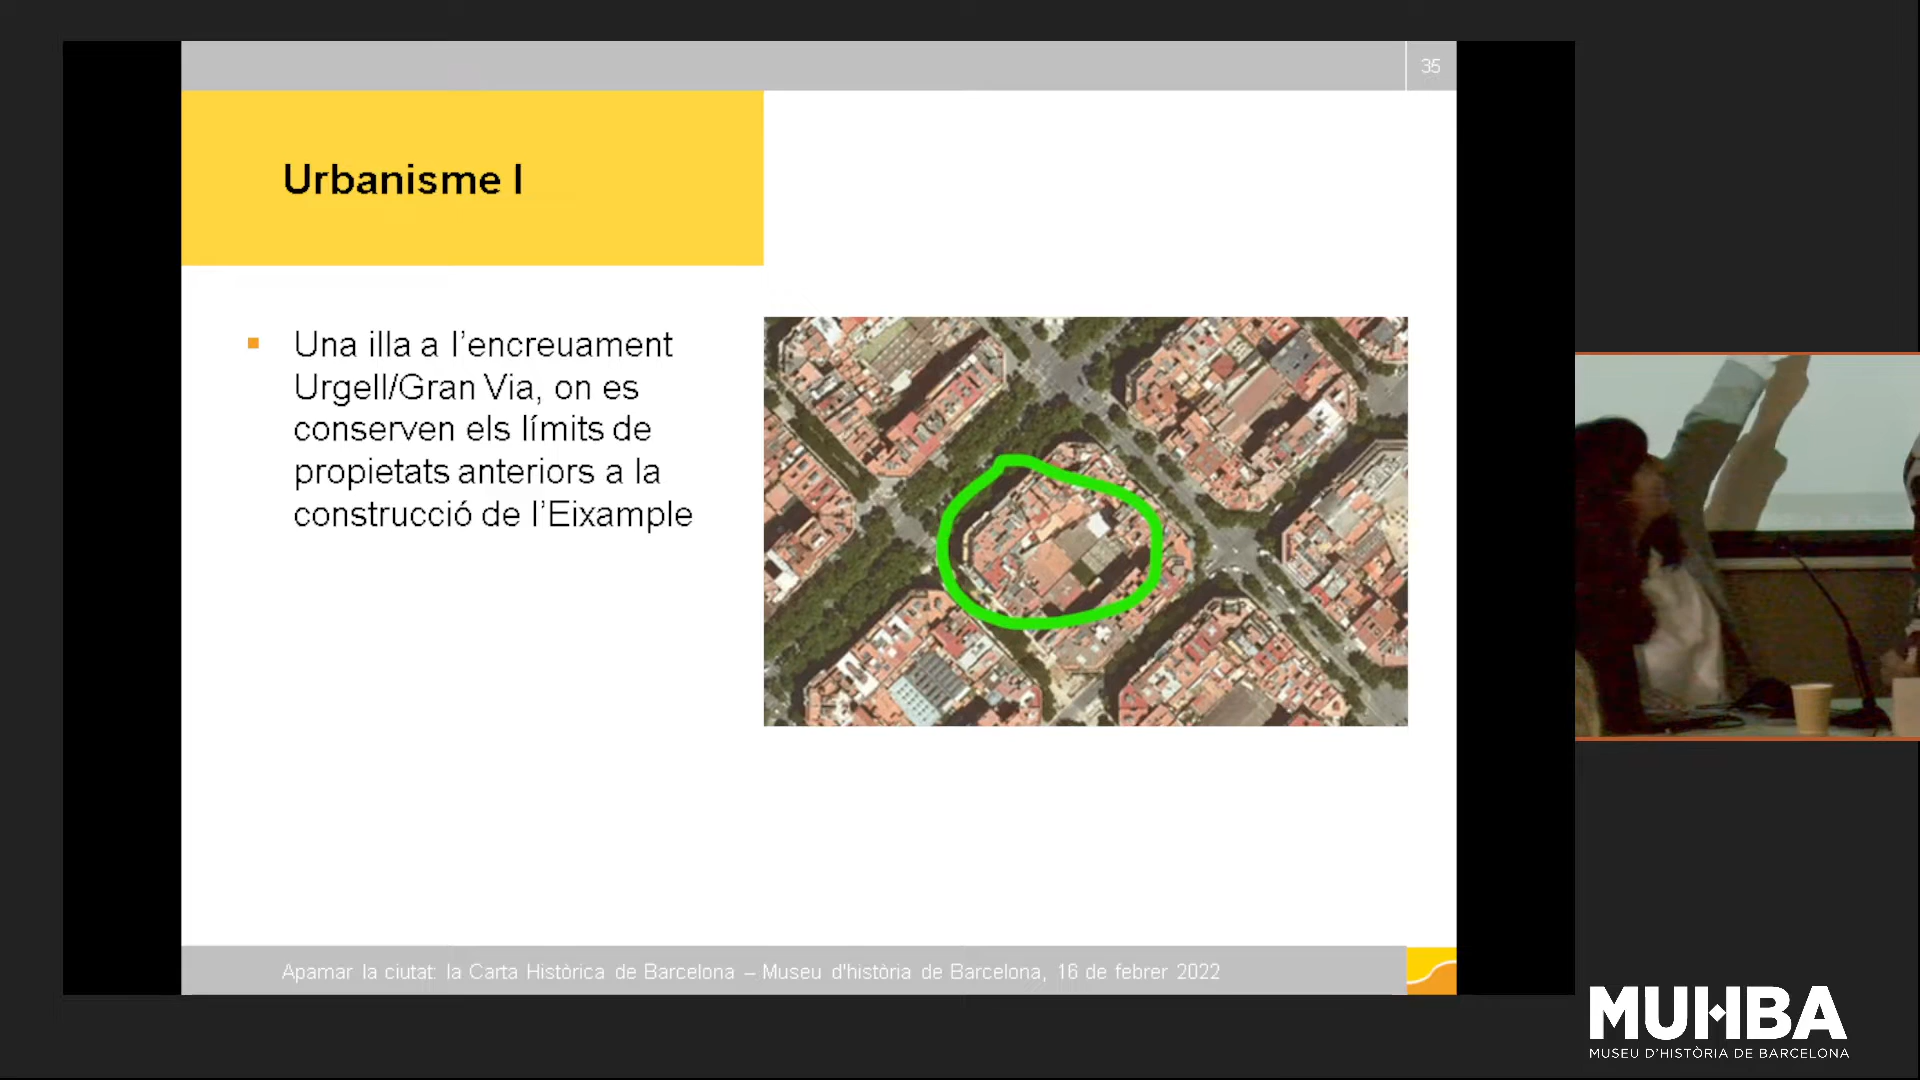 35
Urbanisme I
Una illa a l’encreuament
Urgell/Gran Via, on es
conserven els límits de
propietats anteriors a la
construcció de l’Eixample
Apamar la ciutat: la Carta Històrica de Barcelona – Museu d'història de Barcelona, 16 de febrer 2022
MUHBA
MUSEU D'HISTÒRIA DE BARCELONA